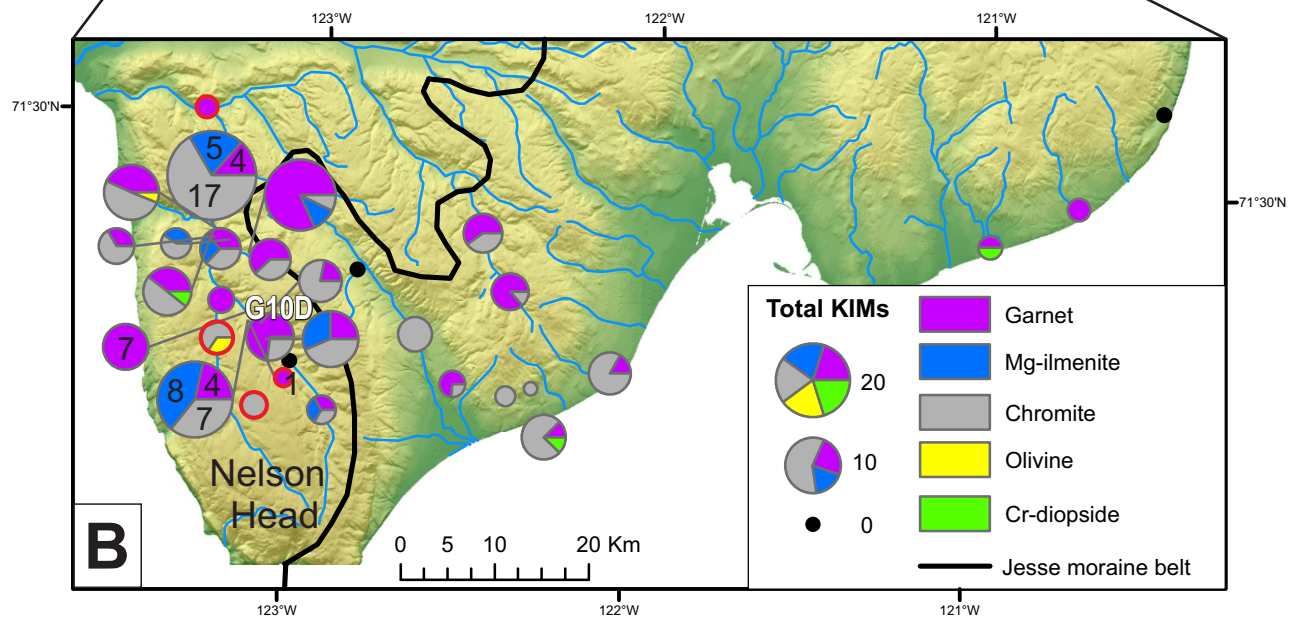 123°W 122°W 121°W
71°30'N
5
4
17
71°30'N
G10D
7
1
8 4
7
Nelson
Head
B
0 5 10 20 Km
Total KIMs
20
10
0
Garnet
Mg-ilmenite
Chromite
Olivine
Cr-diopside
Jesse moraine belt
123°W 122°W 121°W